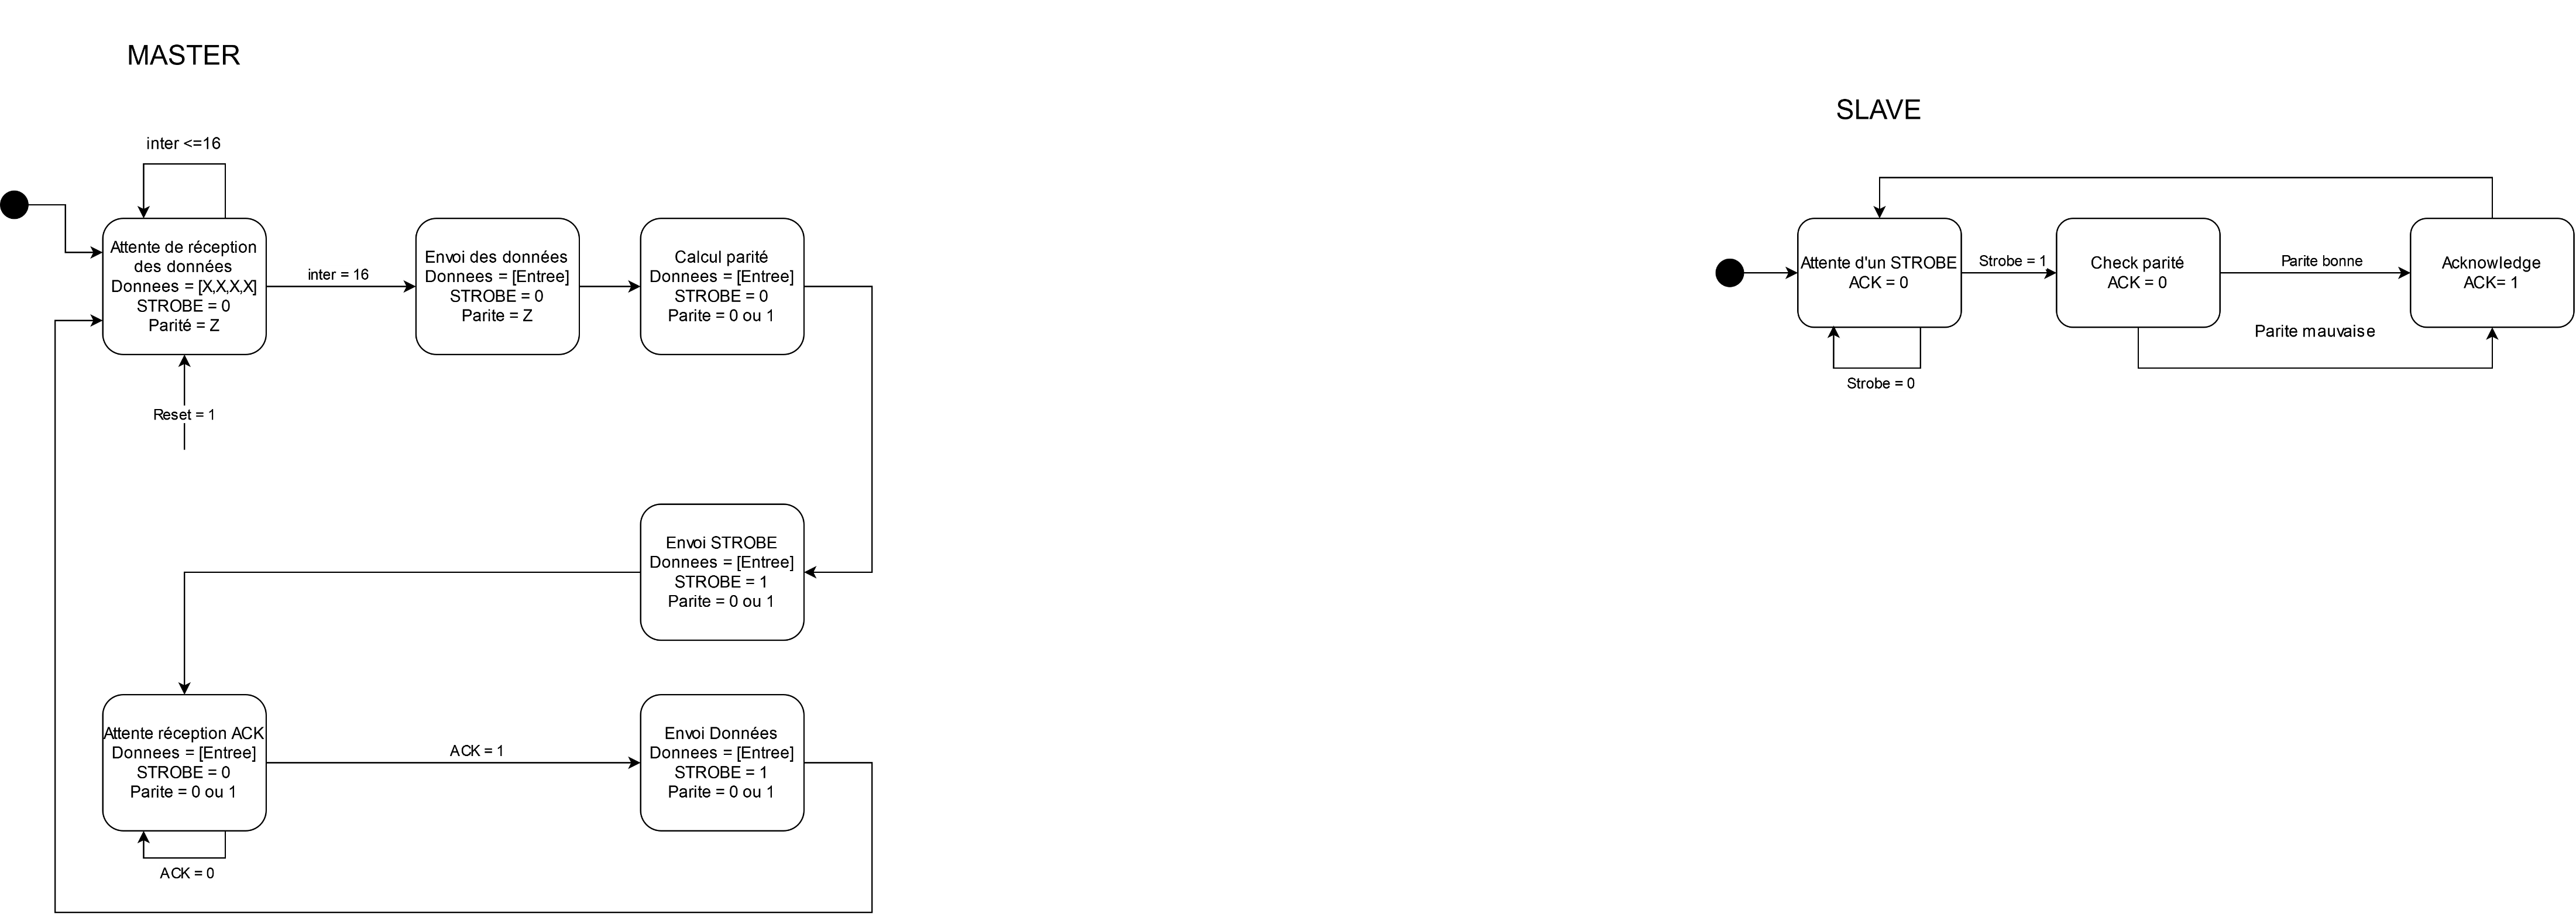 MASTER
SLAVE
inter <=16
Attente de réception
des données
Donnees = [X,X,X,X]
STROBE = 0
Parité = Z
inter = 16
Envoi des données
Donnees = [Entree]
STROBE = 0
Parite = Z
Calcul parité
Donnees = [Entree]
STROBE = 0
Parite = 0 ou 1
Reset = 1
Envoi STROBE
Donnees = [Entree]
STROBE = 1
Parite = 0 ou 1
Attente réception ACK
Donnees = [Entree]
STROBE = 0
Parite = 0 ou 1
ACK = 1
Envoi Données
Donnees = [Entree]
STROBE = 1
Parite = 0 ou 1
ACK = 0
Attente d'un STROBE
ACK = 0
Strobe = 1
Check parité
ACK = 0
Parite bonne
Acknowledge
ACK= 1
Parite mauvaise
Strobe = 0